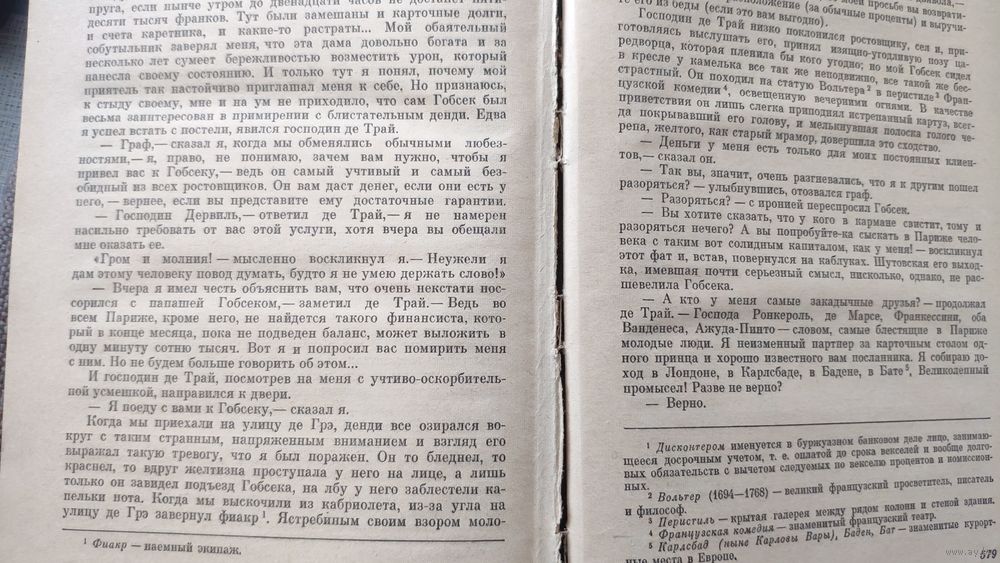 пруга, если нынче утром до двенадцати часов не достанет пяти-
десяти тысяч франков. Тут были замешаны и карточные долги,
и счета каретника, и какие-то растраты... Мой обаятельный
собутыльник заверял меня, что эта дама довольно богата и за
несколько лет сумеет бережливостью возместить урон, который
нанесла своему состоянию. И только тут я понял, почему мой
приятель так настойчиво приглашал меня к себе. Но признаюсь,
к стыду своему, мне и на ум не приходило, что сам Гобсек был
весьма заинтересован в примирении с блистательным денди. Едва
я успел встать с постели, явился господин де Трай.
— Граф,— сказал я, когда мы обменялись обычными любез-
ностями,— я, право, не понимаю, зачем вам нужно, чтобы я
привел вас к Гобсеку,— ведь он самый учтивый и самый без-
обидный из всех ростовщиков. Он вам даст денег, если они есть у
него, — вернее, если вы представите ему достаточные гарантии.
— Господин Дервиль,— ответил де Трай,— я не намерен
насильно требовать от вас этой услуги, хотя вчера вы обещали
мне оказать ее.
«Гром и молния! — мысленно воскликнул я.— Неужели я
дам этому человеку повод думать, будто я не умею держать слово!»
— Вчера я имел честь объяснить вам, что очень некстати пос-
сорился с папашей Гобсеком,— заметил де Трай.— Ведь во
всем Париже, кроме него, не найдется такого финансиста, кото-
рый в конце месяца, пока не подведен баланс, может выложить в
одну минуту сотню тысяч. Вот я и попросил вас помирить меня
с ним. Но не будем больше говорить об этом...
И господин де Трай, посмотрев на меня с учтиво-оскорбитель-
ной усмешкой, направился к двери.
— Я поеду с вами к Гобсеку,— сказал я.
Когда мы приехали на улицу де Грэ, денди все озирался во-
круг с таким странным, напряженным вниманием и взгляд его
выражал такую тревогу, что я был поражен. Он то бледнел, то
краснел, то вдруг желтизна проступала у него на лице, а лишь
только он завидел подъезд Гобсека, на лбу у него заблестели ка-
пельки пота. Когда мы выскочили из кабриолета, из-за угла на
улицу де Грэ завернул фиакр¹. Ястребиным своим взором моло-
¹ Фиакр — наемный экипаж.
моей просьбе вы возврати-
те его из беды (если это вам выгодно).
расположение (за обычные проценты) и выручи-
Господин де Трай низко поклонился ростовщику, сел и, при-
готовляясь выслушать его, принял изящно-угодливую позу ца-
редворца, которая пленила бы кого угодно; но мой Гобсек сидел
в кресле у камелька все так же неподвижно, все такой же бес-
страстный. Он походил на статую Вольтера² в перистиле³ Фран-
цузской комедии⁴, освещенную вечерними огнями. В качестве
приветствия он лишь слегка приподнял истрепанный картуз, всег-
да покрывавший его голову, и мелькнувшая полоска голого че-
репа, желтого, как старый мрамор, довершила это сходство.
— Деньги у меня есть только для моих постоянных клиен-
тов,— сказал он.
— Так вы, значит, очень разгневались, что я к другим пошел
разоряться? — улыбнувшись, отозвался граф.
— Разоряться? — с иронией переспросил Гобсек.
— Вы хотите сказать, что у кого в кармане свистит, тому и
разоряться нечего? А вы попробуйте-ка сыскать в Париже чело-
века с таким вот солидным капиталом, как у меня! — воскликнул
этот фат и, встав, повернулся на каблуках. Шутовская его выход-
ка, имевшая почти серьезный смысл, нисколько, однако, не рас-
шевелила Гобсека.
— А кто у меня самые закадычные друзья? — продолжал
де Трай. — Господа Ронкероль, де Марсе, Франкессини, оба
Ванденеса, Ажуда-Пинто — словом, самые блестящие в Париже
молодые люди. Я неизменный партнер за карточным столом од-
ного принца и хорошо известного вам посланника. Я собираю до-
ход в Лондоне, в Карлсбаде, в Бадене, в Бате⁵. Великолепный
промысел! Разве не верно?
— Верно.
¹ Дисконтером именуется в буржуазном банковом деле лицо, занимаю-
щееся досрочным учетом, т. е. оплатой до срока векселей и вообще долго-
вых обязательств с вычетом следуемых по векселю процентов и комиссион-
ных.
² Вольтер (1694—1768) — великий французский просветитель, писатель
и философ.
³ Перистиль — крытая галерея между рядом колонн и стеной здания.
⁴ Французская комедия — знаменитый французский театр.
⁵ Карлсбад (ныне Карловы Вары), Баден, Бат — знаменитые курорт-
ные места в Европе.
579